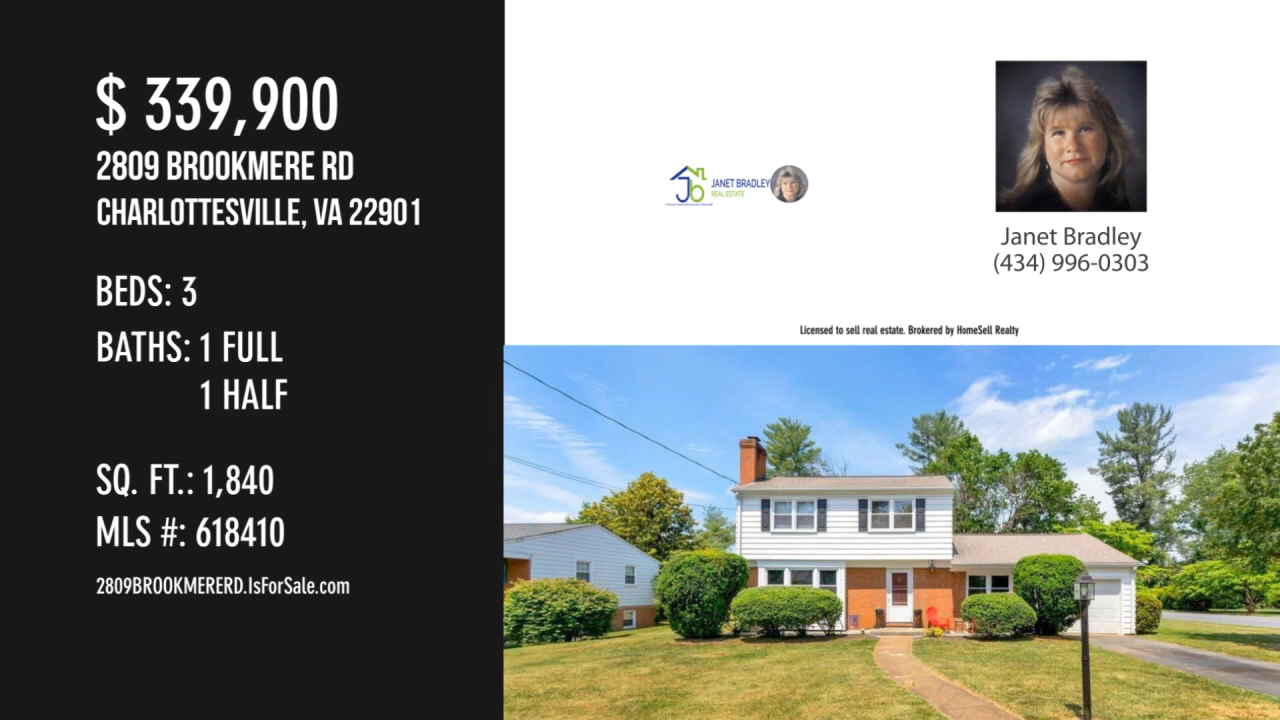 $ 339,900
2809 BROOKMERE RD
CHARLOTTESVILLE, VA 22901
BEDS: 3
BATHS: 1 FULL
1 HALF
SQ. FT.: 1,840
MLS #: 618410
2809BROOKMERERD.IsForSale.com
Jb
JANET BRADLEY
REAL ESTATE
Janet Bradley
(434) 996-0303
Licensed to sell real estate. Brokered by HomeSell Realty